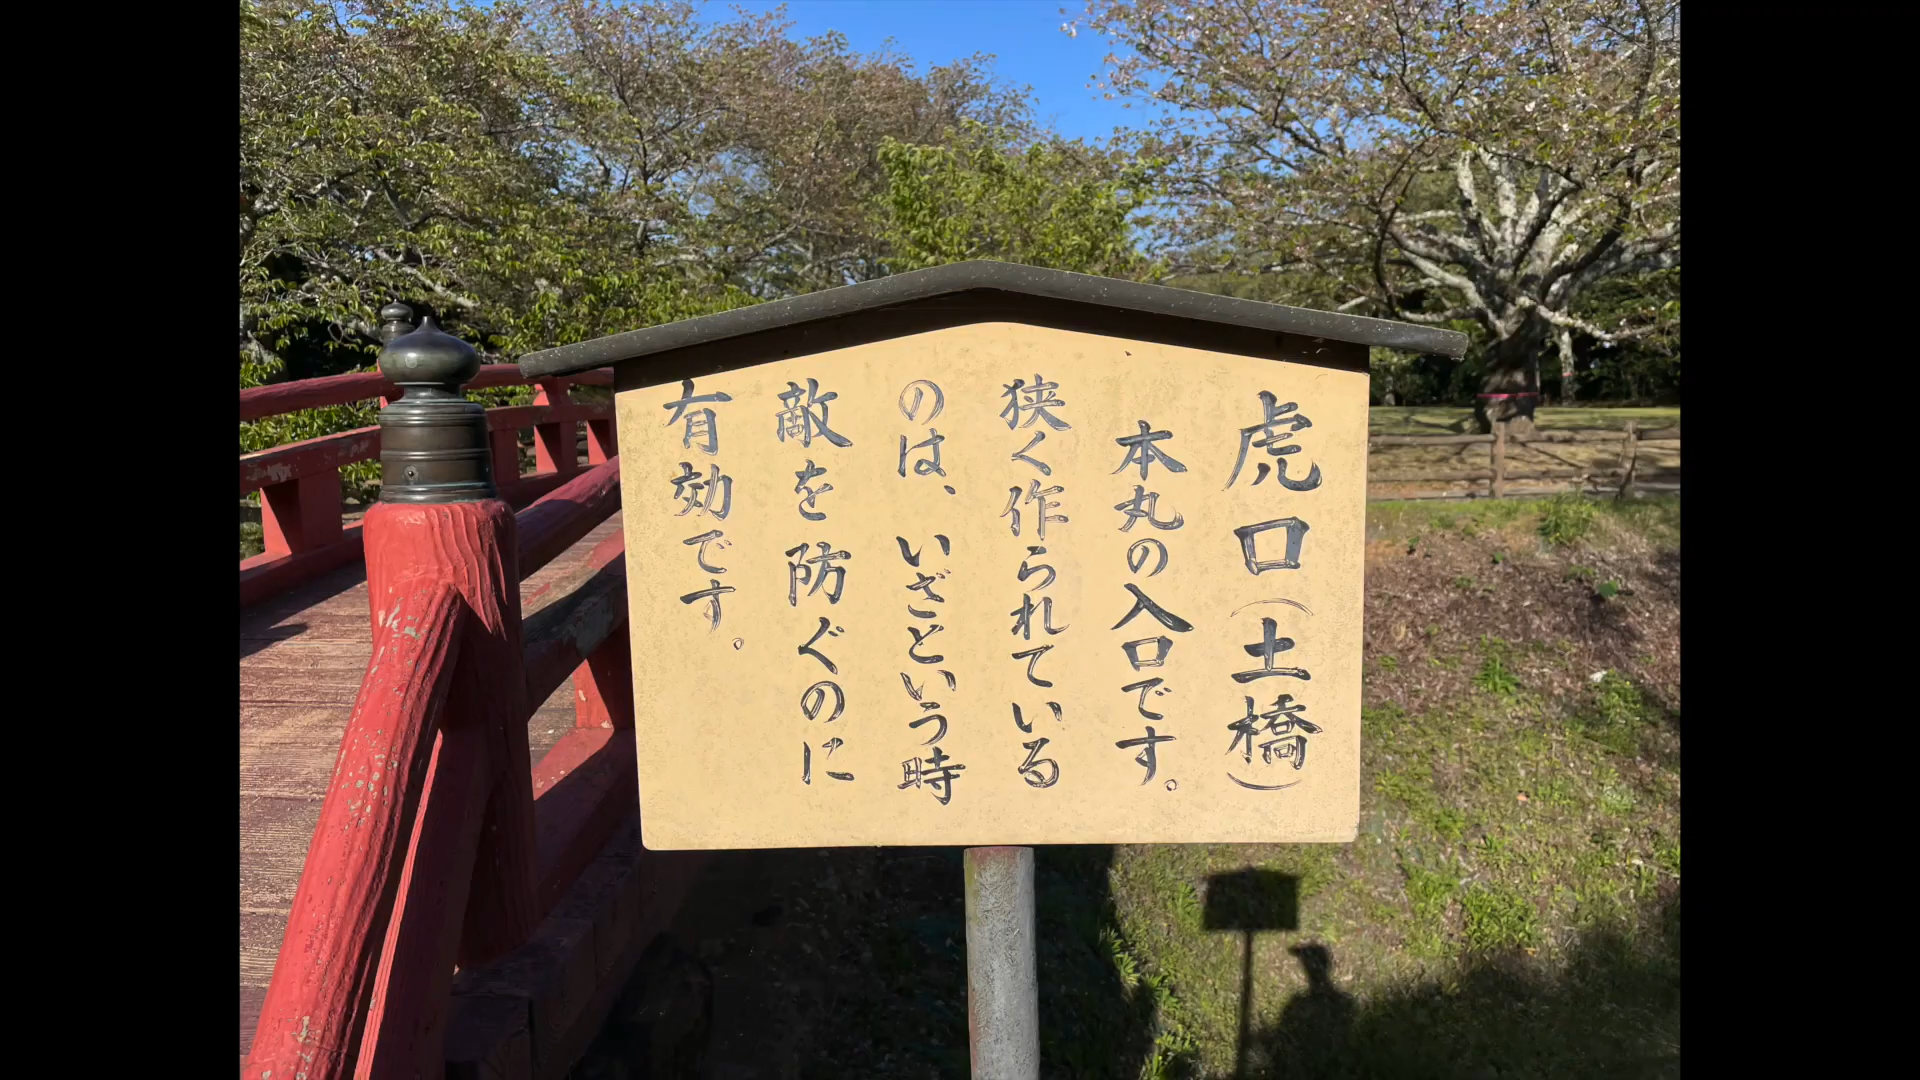 虎口(土橋)
本丸の入口です。
狭く作られている
のは、いざという時
敵を防ぐのに
有効です。